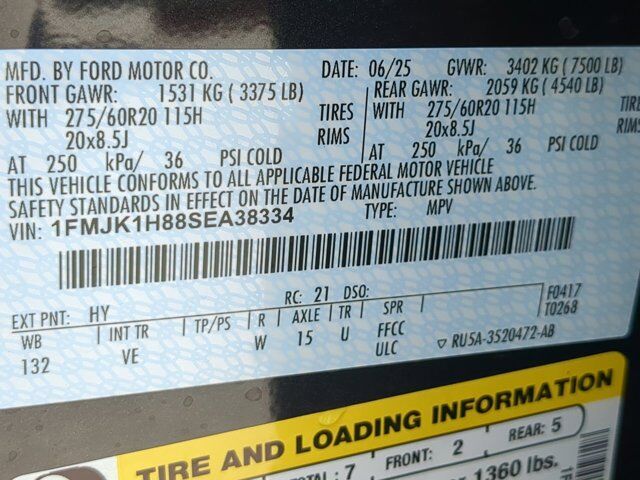 MFD. BY FORD MOTOR CO. DATE: 06/25 GVWR: 3402 KG ( 7500 LB)
FRONT GAWR: 1531 KG ( 3375 LB) REAR GAWR: 2059 KG ( 4540 LB)
WITH 275/60R20 115H TIRES WITH 275/60R20 115H TIRE
20x8.5J RIMS 20x8.5J RIM
AT 250 kPa/ 36 PSI COLD AT 250 kPa/ 36 PSI COLD
THIS VEHICLE CONFORMS TO ALL APPLICABLE FEDERAL MOTOR VEHICLE
SAFETY STANDARDS IN EFFECT ON THE DATE OF MANUFACTURE SHOWN ABOVE.
VIN: 1FMJK1H88SEA38334 TYPE: MPV
EXT PNT: HY RC: 21 DSO: F0417
WB INT TR TP/PS R AXLE TR SPR T0268
132 VE W 15 U FFCC
ULC ▽ RU5A-3520472-AB
TIRE AND LOADING INFORMATION
7 FRONT: 2 REAR: 5
1360 lbs.